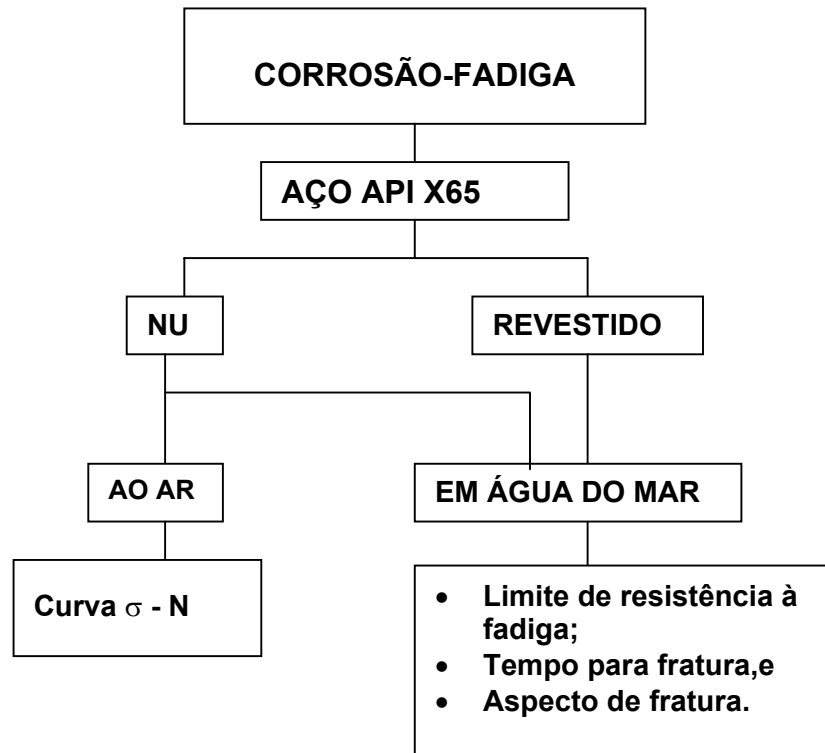 CORROSÃO-FADIGA
AÇO API X65
NU
REVESTIDO
AO AR
EM ÁGUA DO MAR
Curva σ - N
• Limite de resistência à
fadiga;
• Tempo para fratura,e
• Aspecto de fratura.